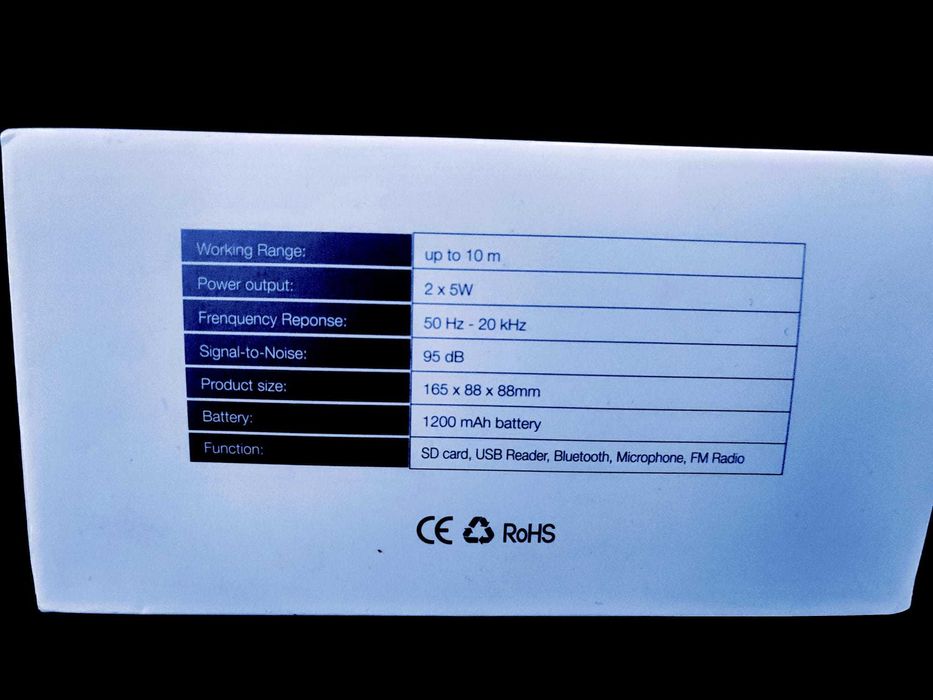 Working Range: up to 10 m
Power output: 2 x 5W
Frenquency Reponse: 50 Hz - 20 kHz
Signal-to-Noise: 95 dB
Product size: 165 x 88 x 88mm
Battery: 1200 mAh battery
Function: SD card, USB Reader, Bluetooth, Microphone, FM Radio
CE RoHS